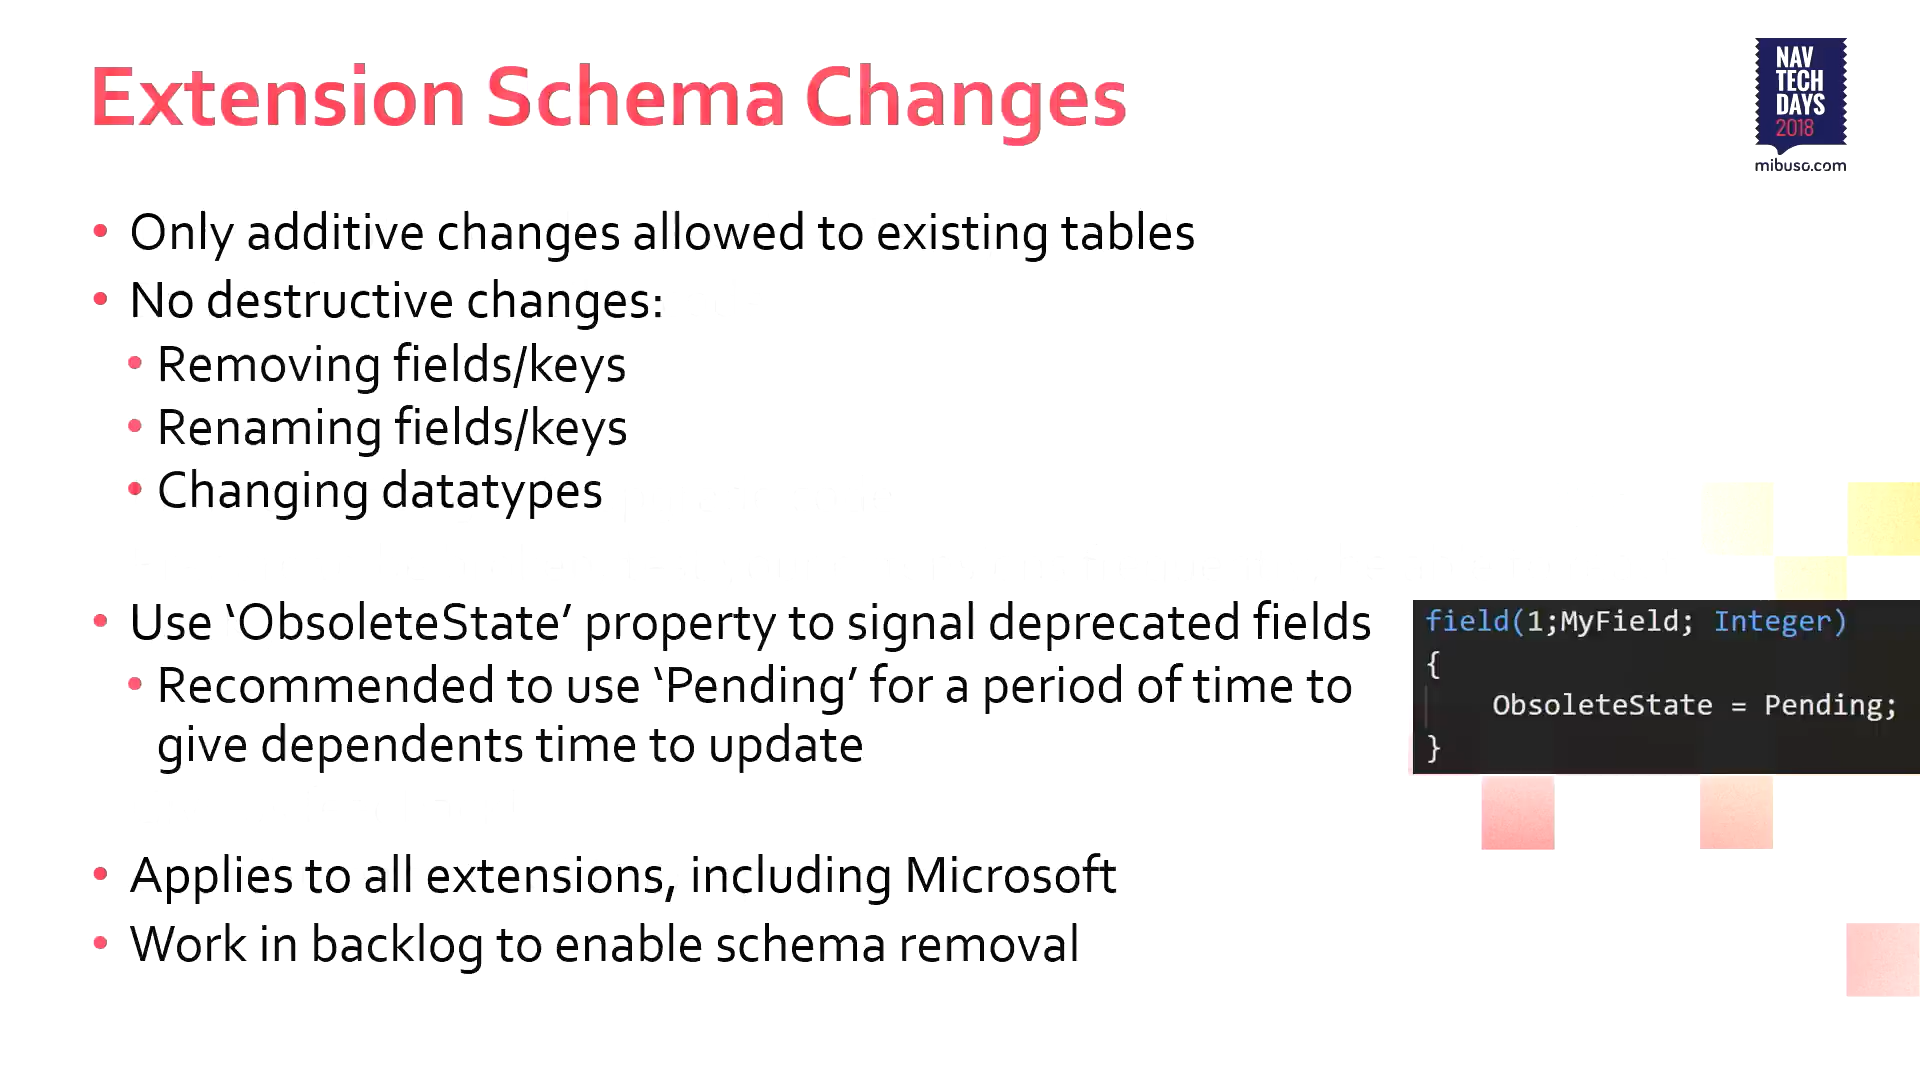 Extension Schema Changes
NAV
TECH
DAYS
2018
mibuso.com
• Only additive changes allowed to existing tables
• No destructive changes:
• Removing fields/keys
• Renaming fields/keys
• Changing datatypes
• Use ‘ObsoleteState’ property to signal deprecated fields
• Recommended to use ‘Pending’ for a period of time to
give dependents time to update
field(1;MyField; Integer)
{
ObsoleteState = Pending;
}
• Applies to all extensions, including Microsoft
• Work in backlog to enable schema removal